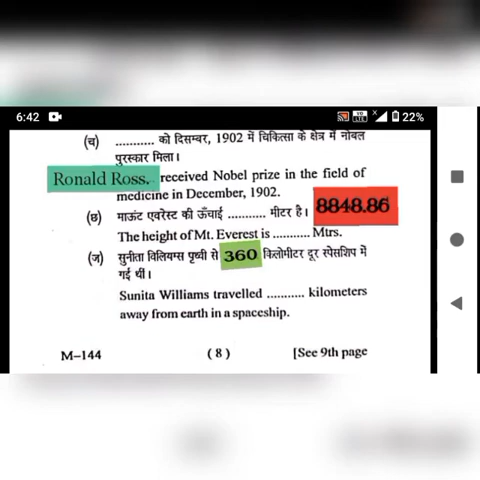 6:42 22%
(च) ........... को दिसम्बर, 1902 में चिकित्सा के क्षेत्र में नोबल
पुरस्कार मिला।
Ronald Ross. received Nobel prize in the field of
medicine in December, 1902.
(छ) माऊंट एवरेस्ट की ऊँचाई ........... मीटर है। 8848.86
The height of Mt. Everest is .......... Mtrs.
(ज) सुनीता विलियम्स पृथ्वी से 360 किलोमीटर दूर स्पेसशिप में
गई थीं।
Sunita Williams travelled ........... kilometers
away from earth in a spaceship.
M-144 (8) [See 9th page